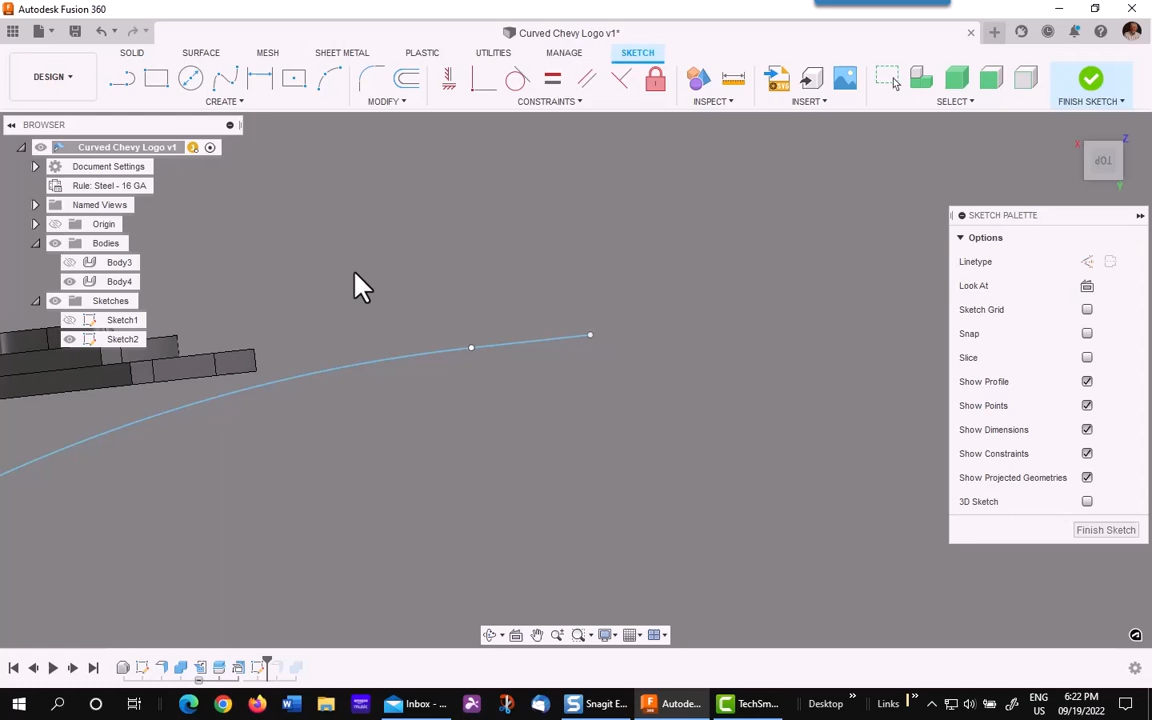 Autodesk Fusion 360
Curved Chevy Logo v1*
SOLID SURFACE MESH SHEET METAL PLASTIC UTILITIES MANAGE SKETCH
DESIGN
CREATE MODIFY CONSTRAINTS INSPECT INSERT SELECT FINISH SKETCH
BROWSER
Curved Chevy Logo v1
Document Settings
Rule: Steel - 16 GA
Named Views
Origin
Bodies
Body3
Body4
Sketches
Sketch1
Sketch2
TOP
X
Z
Y
SKETCH PALETTE
Options
Linetype
Look At
Sketch Grid
Snap
Slice
Show Profile
Show Points
Show Dimensions
Show Constraints
Show Projected Geometries
3D Sketch
Finish Sketch
Inbox - ...
Snagit E...
Autode...
TechSm...
Desktop
Links
ENG
US
6:22 PM
09/19/2022